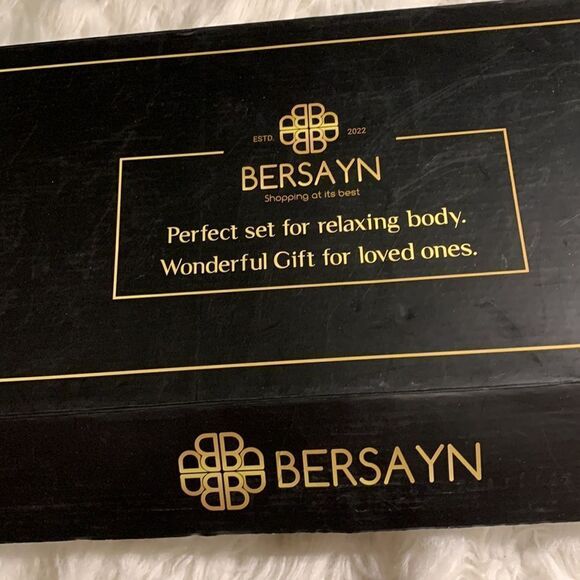 ESTD. 2022
BERSAYN
Shopping at its best
Perfect set for relaxing body.
Wonderful Gift for loved ones.
BERSAYN